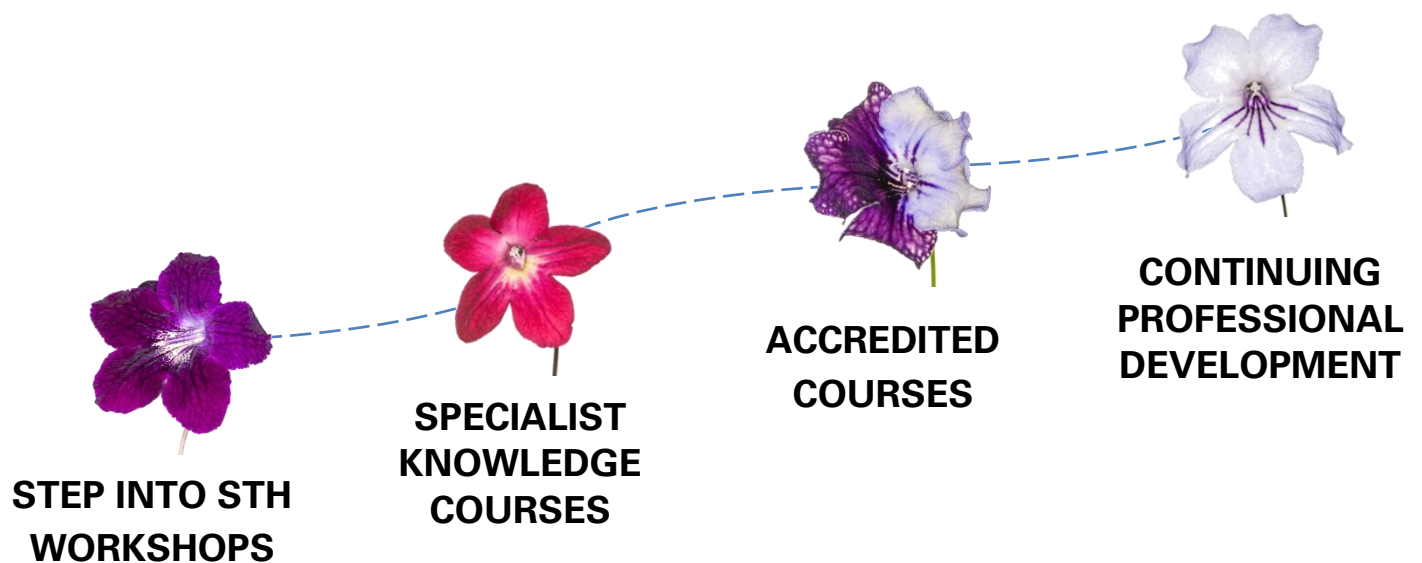 STEP INTO STH
WORKSHOPS
SPECIALIST
KNOWLEDGE
COURSES
ACCREDITED
COURSES
CONTINUING
PROFESSIONAL
DEVELOPMENT